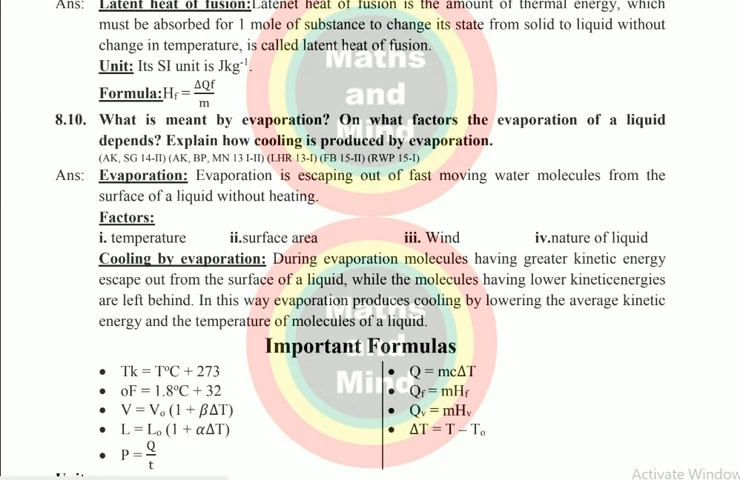 Ans: Latent heat of fusion:Latenet heat of fusion is the amount of thermal energy, which
must be absorbed for 1 mole of substance to change its state from solid to liquid without
change in temperature, is called latent heat of fusion.
Unit: Its SI unit is Jkg⁻¹.
Formula:Hf = ΔQf/m
8.10. What is meant by evaporation? On what factors the evaporation of a liquid
depends? Explain how cooling is produced by evaporation.
(AK, SG 14-II) (AK, BP, MN 13 I-II) (LHR 13-I) (FB 15-II) (RWP 15-I)
Ans: Evaporation: Evaporation is escaping out of fast moving water molecules from the
surface of a liquid without heating.
Factors:
i. temperature ii.surface area iii. Wind iv.nature of liquid
Cooling by evaporation: During evaporation molecules having greater kinetic energy
escape out from the surface of a liquid, while the molecules having lower kineticenergies
are left behind. In this way evaporation produces cooling by lowering the average kinetic
energy and the temperature of molecules of a liquid.
Important Formulas
• Tk = TºC + 273
• oF = 1.8ºC + 32
• V = Vₒ (1 + βΔT)
• L = Lₒ (1 + αΔT)
• P = Q/t
• Q = mcΔT
• Qf = mHf
• Qv = mHv
• ΔT = T – Tₒ
Maths
and
Mind
Maths
and
Mind
Activate Window